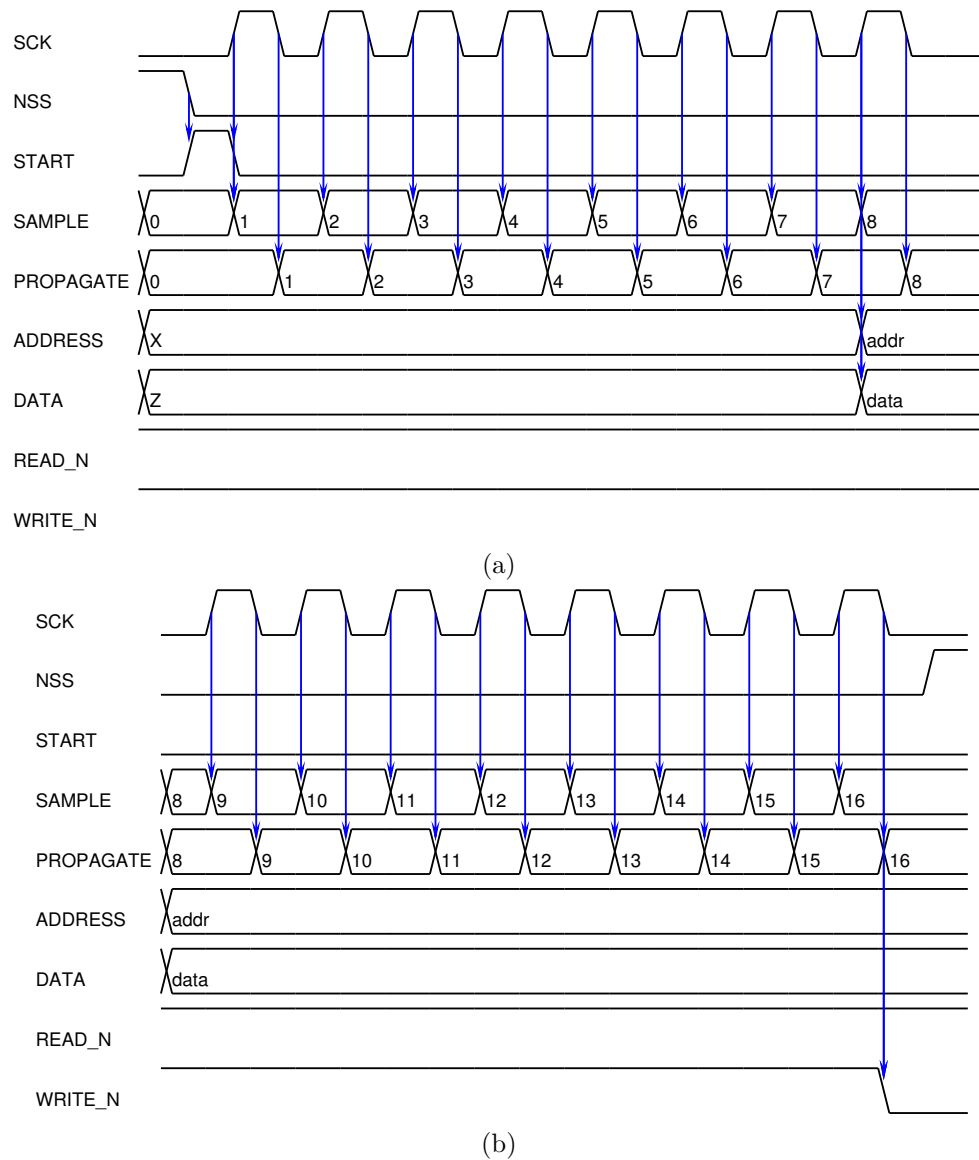 SCK
NSS
START
SAMPLE 0 1 2 3 4 5 6 7 8
PROPAGATE 0 1 2 3 4 5 6 7 8
ADDRESS X addr
DATA Z data
READ_N
WRITE_N
(a)
SCK
NSS
START
SAMPLE 8 9 10 11 12 13 14 15 16
PROPAGATE 8 9 10 11 12 13 14 15 16
ADDRESS addr
DATA data
READ_N
WRITE_N
(b)